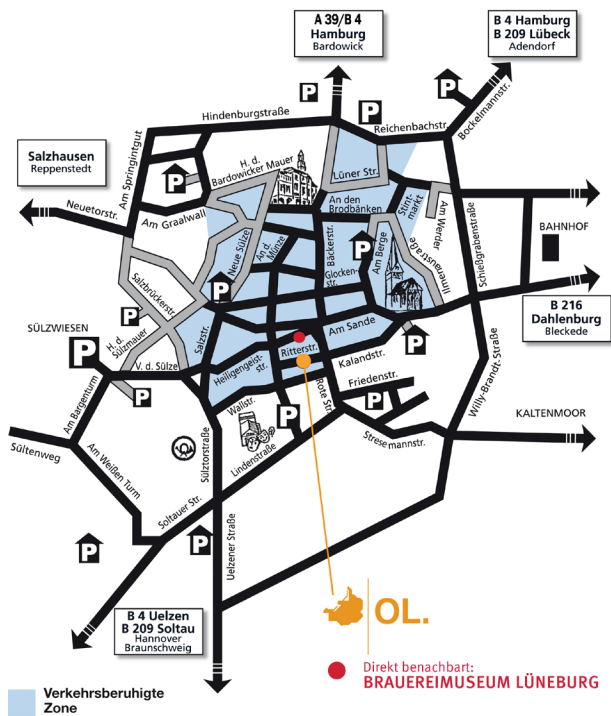 A 39/B 4
Hamburg
Bardowick
B 4 Hamburg
B 209 Lübeck
Adendorf
P
P
P
Hindenburgstraße
Reichenbachstr.
Bockelmannstr.
Salzhausen
Reppenstedt
Am Springintgut
P
H. d.
Bardowicker Mauer
Lüner Str.
Neuetorstr.
Am Graalwall
An den
Brodbänken
Stint-
markt
Am Werder
Ilmenaustraße
Schießgrabenstraße
BAHNHOF
Neue Sülze
An d.
Münze
Bäckerstr.
Glocken-
str.
P
Am Berge
Salzbrückerstr.
P
P
B 216
Dahlenburg
Bleckede
SÜLZWIESEN
P
H. d.
Sülzmauer
Salzstr.
Am Sande
P
Ritterstr.
Kalandstr.
V. d. Sülze
Heiligengeist-
str.
Willy-Brandt-Straße
Am Bargenturm
P
Wallstr.
P
Rote Str.
Friedenstr.
P
KALTENMOOR
Sültenweg
Am Weißen Turm
Sülztorstraße
Lindenstraße
Stresemannstr.
Soltauer Str.
P
P
Uelzener Straße
B 4 Uelzen
B 209 Soltau
Hannover
Braunschweig
OL.
Direkt benachbart:
BRAUEREIMUSEUM LÜNEBURG
Verkehrsberuhigte
Zone